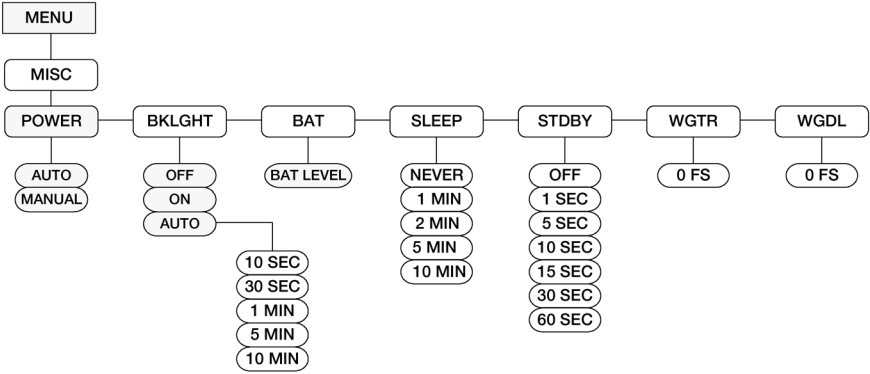 MENU
MISC
POWER BKLGHT BAT SLEEP STDBY WGTR WGDL
AUTO OFF BAT LEVEL NEVER OFF 0 FS 0 FS
MANUAL ON 1 MIN 1 SEC
AUTO 2 MIN 5 SEC
5 MIN 10 SEC
10 SEC 10 MIN 15 SEC
30 SEC 30 SEC
1 MIN 60 SEC
5 MIN
10 MIN